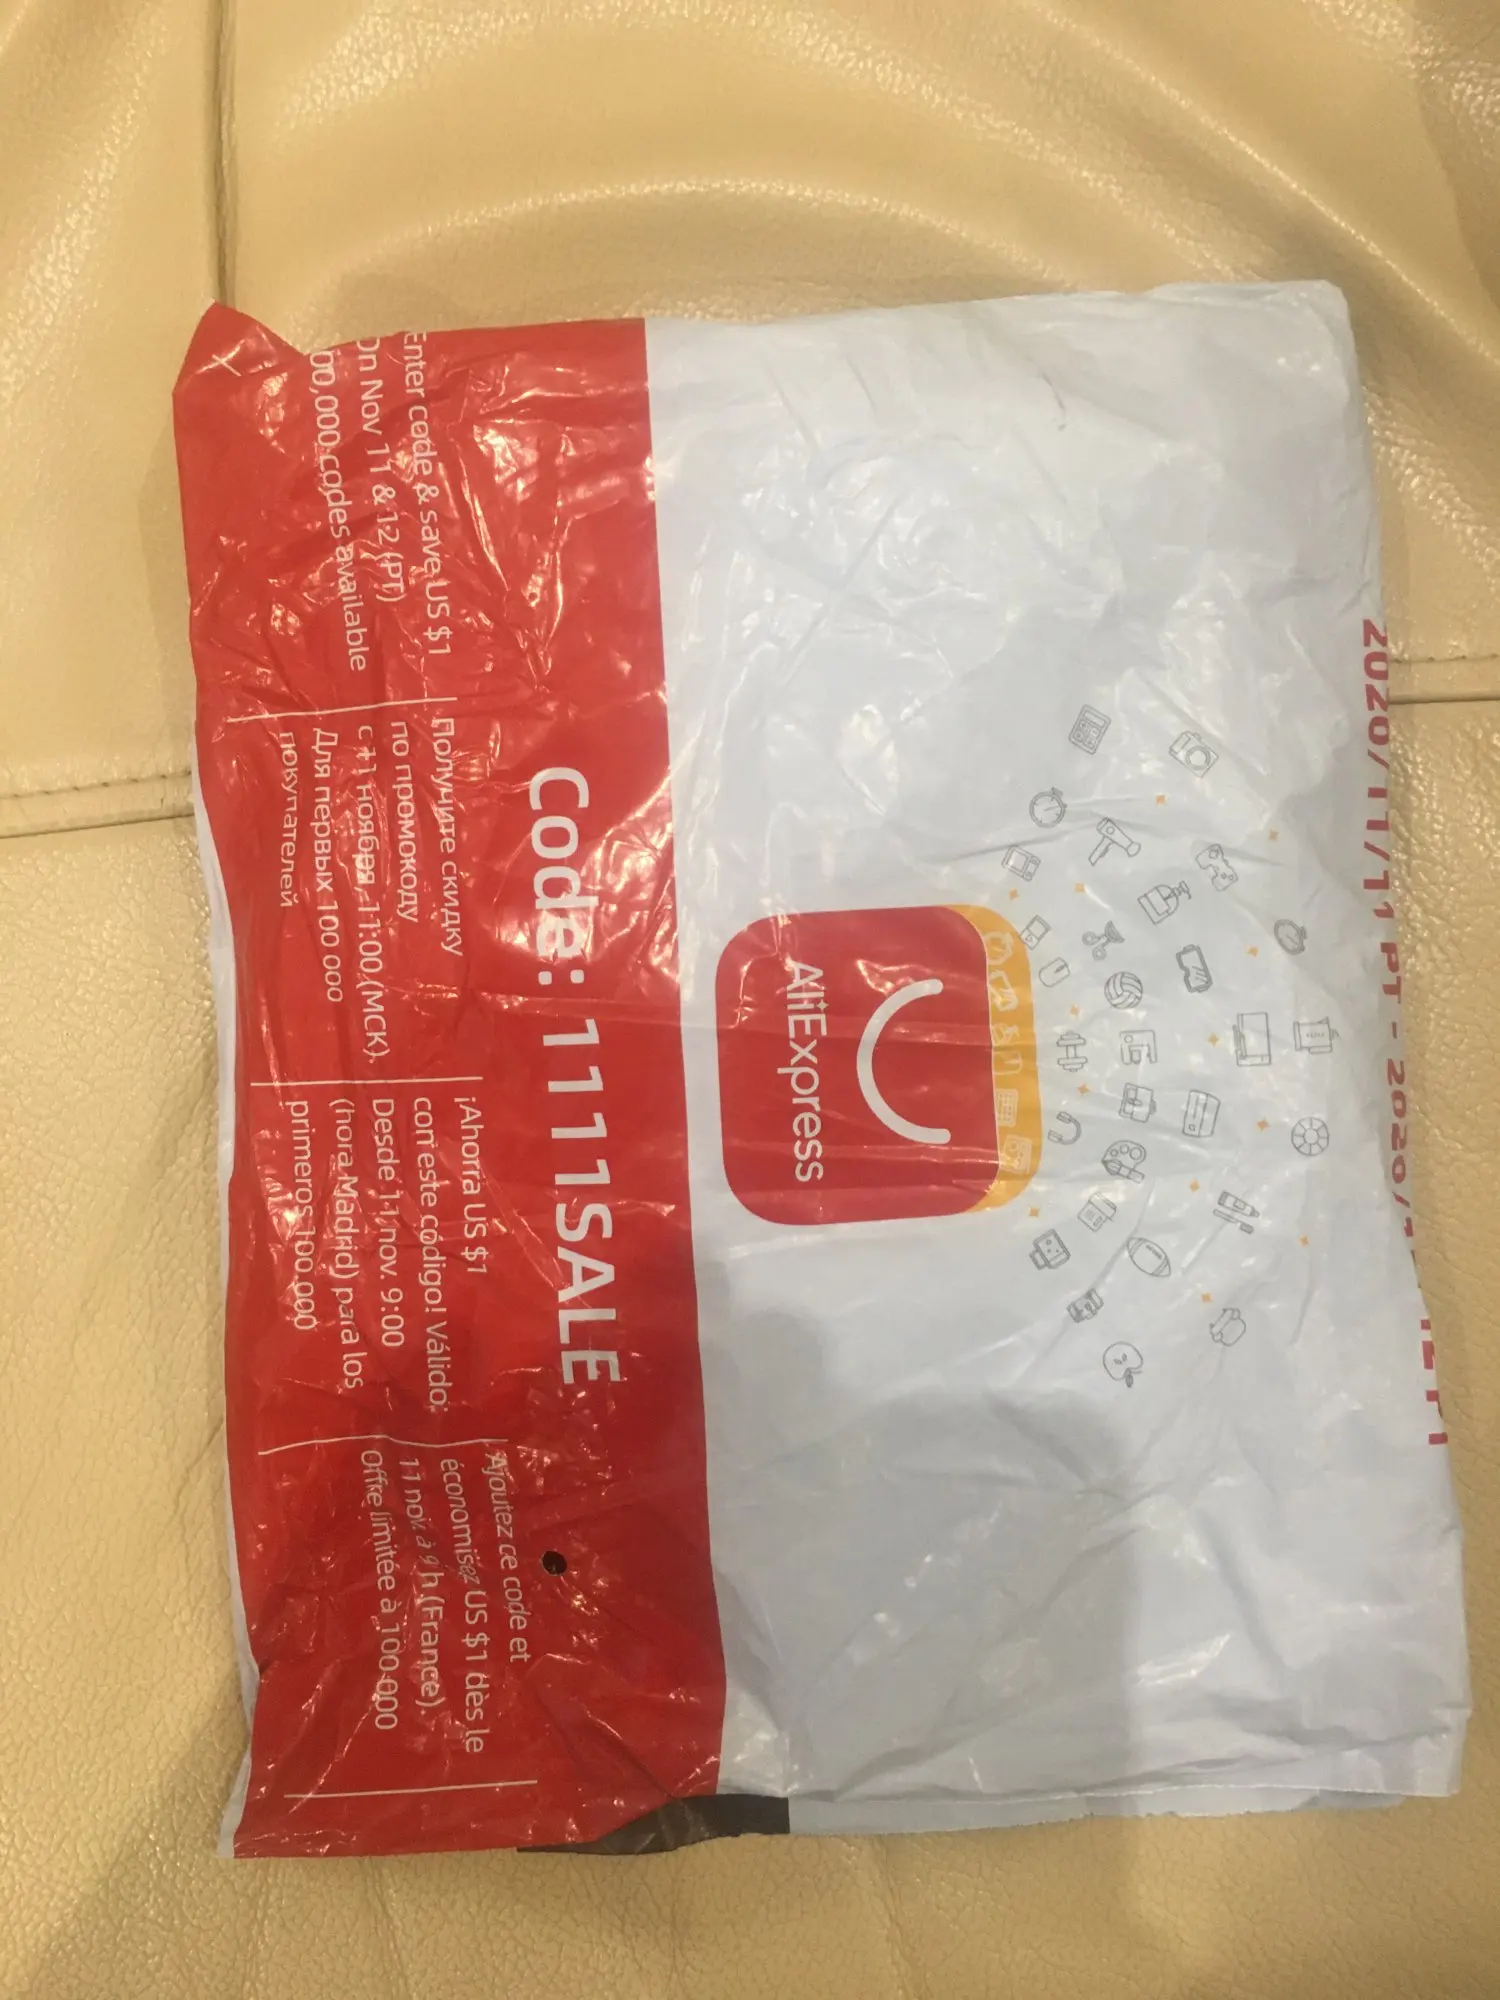 2020/11/11 PT - 2020/
AliExpress
Code: 1111SALE
Enter code & save US $1
On Nov 11 & 12 (PT)
00,000 codes available
Получите скидку
по промокоду
с 11 ноября, 11:00 (МСК).
Для первых 100 000
покупателей
¡Ahorra US $1
con este código! Válido:
Desde 11 nov. 9:00
(hora Madrid) para los
primeros 100.000
Ajoutez ce code et
économisez US $1 dès le
11 nov. à 9 h (France).
Offre limitée à 100 000